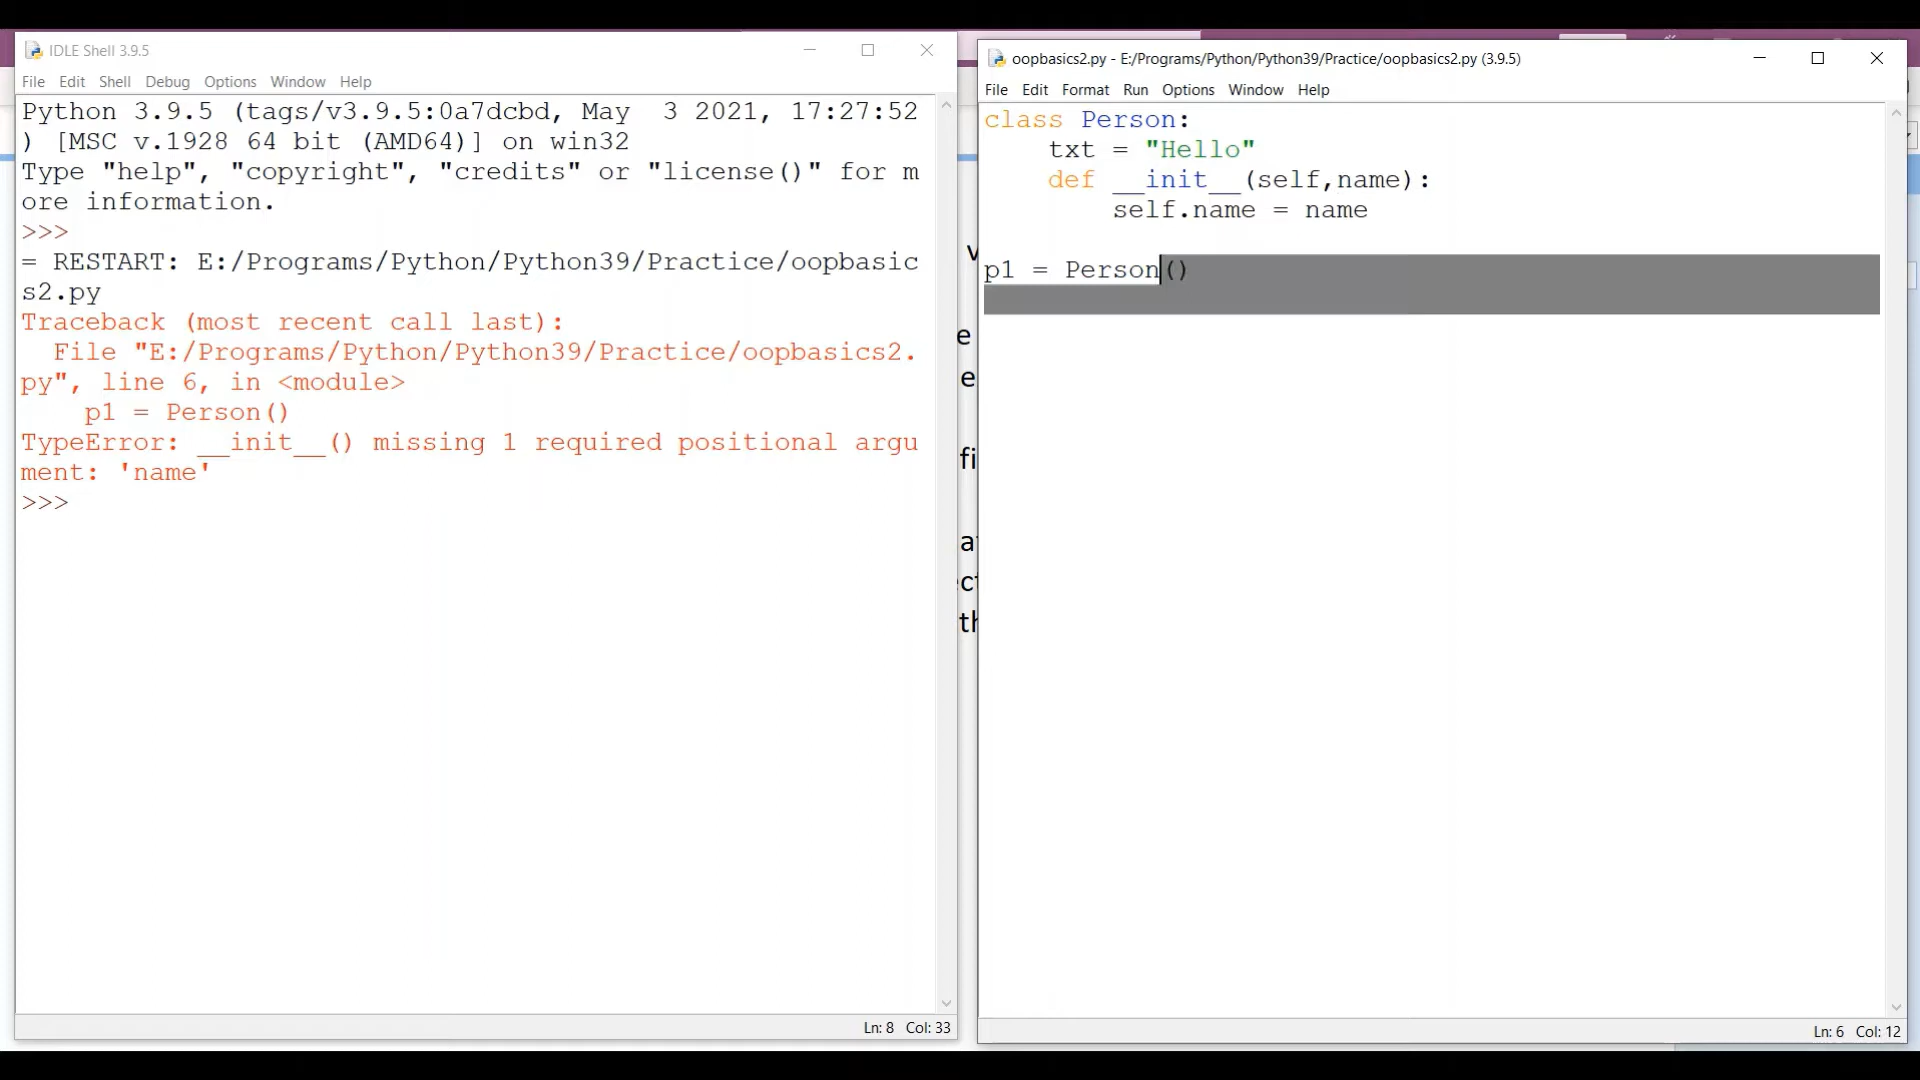 IDLE Shell 3.9.5
File Edit Shell Debug Options Window Help
Python 3.9.5 (tags/v3.9.5:0a7dcbd, May  3 2021, 17:27:52
) [MSC v.1928 64 bit (AMD64)] on win32
Type "help", "copyright", "credits" or "license()" for m
ore information.
>>>
= RESTART: E:/Programs/Python/Python39/Practice/oopbasic
s2.py
Traceback (most recent call last):
  File "E:/Programs/Python/Python39/Practice/oopbasics2.
py", line 6, in <module>
    p1 = Person()
TypeError: __init__() missing 1 required positional argu
ment: 'name'
>>>
Ln: 8 Col: 33
oopbasics2.py - E:/Programs/Python/Python39/Practice/oopbasics2.py (3.9.5)
File Edit Format Run Options Window Help
class Person:
    txt = "Hello"
    def __init__(self,name):
        self.name = name
p1 = Person()
Ln: 6 Col: 12